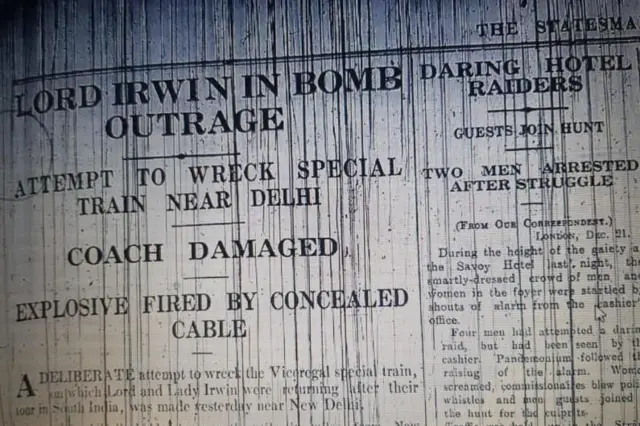 THE STATESMA
LORD IRWIN IN BOMB
OUTRAGE
ATTEMPT TO WRECK SPECIAL
TRAIN NEAR DELHI
COACH DAMAGED
EXPLOSIVE FIRED BY CONCEALED
CABLE
A DELIBERATE attempt to wreck the Viceregal special train,
on which Lord and Lady Irwin were returning after their
tour in South India, was made yesterday near New Delhi.
DARING HOTEL
RAIDERS
GUESTS JOIN HUNT
TWO MEN ARRESTED
AFTER STRUGGLE
(FROM OUR CORRESPONDENT.)
LONDON, DEC. 21.
During the height of the gaiety a
the Savoy Hotel last night, the
smartly-dressed crowd of men and
women in the foyer were startled b
shouts of alarm from the cashier
office.
Four men had attempted a darin
raid, but had been seen by th
cashier. Pandemonium followed th
raising of the alarm. Wome
screamed, commissionaires blew poli
whistles and men guests joined
the hunt for the culprits.